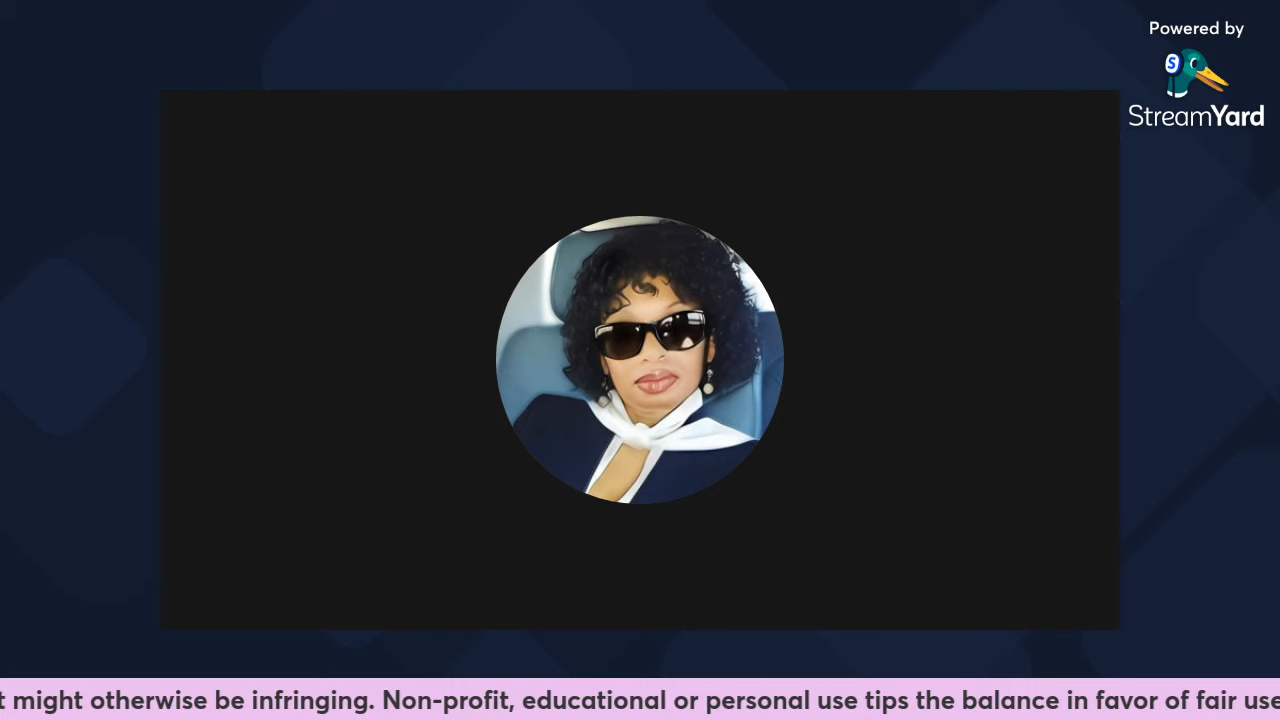 Powered by
S
StreamYard
t might otherwise be infringing. Non-profit, educational or personal use tips the balance in favor of fair use